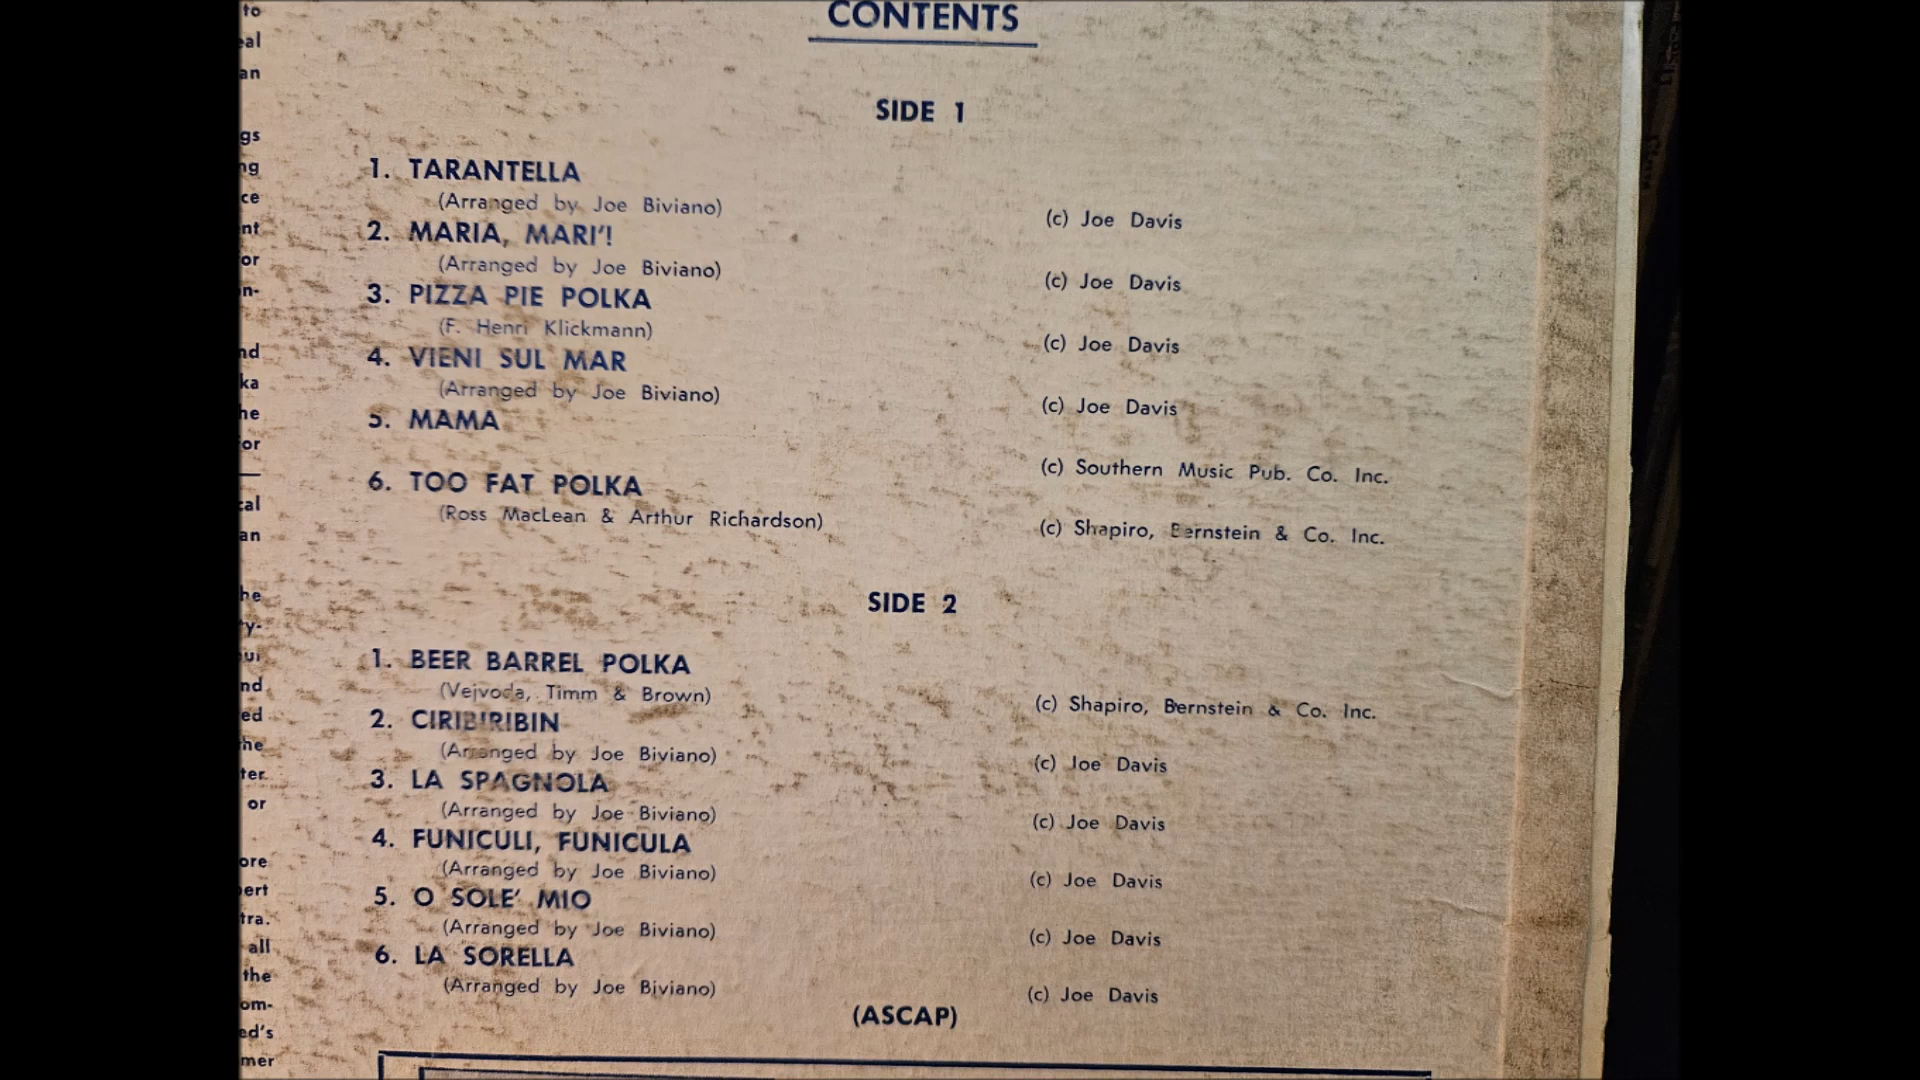 CONTENTS
SIDE 1
1. TARANTELLA
(Arranged by Joe Biviano)
(c) Joe Davis
2. MARIA, MARI'!
(Arranged by Joe Biviano)
(c) Joe Davis
3. PIZZA PIE POLKA
(F. Henri Klickmann)
(c) Joe Davis
4. VIENI SUL MAR
(Arranged by Joe Biviano)
(c) Joe Davis
5. MAMA
(c) Southern Music Pub. Co. Inc.
6. TOO FAT POLKA
(Ross MacLean & Arthur Richardson)
(c) Shapiro, Bernstein & Co. Inc.
SIDE 2
1. BEER BARREL POLKA
(Vejvoda, Timm & Brown)
(c) Shapiro, Bernstein & Co. Inc.
2. CIRIBIRIBIN
(Arranged by Joe Biviano)
(c) Joe Davis
3. LA SPAGNOLA
(Arranged by Joe Biviano)
(c) Joe Davis
4. FUNICULI, FUNICULA
(Arranged by Joe Biviano)
(c) Joe Davis
5. O SOLE' MIO
(Arranged by Joe Biviano)
(c) Joe Davis
6. LA SORELLA
(Arranged by Joe Biviano)
(c) Joe Davis
(ASCAP)
to
or
all
the